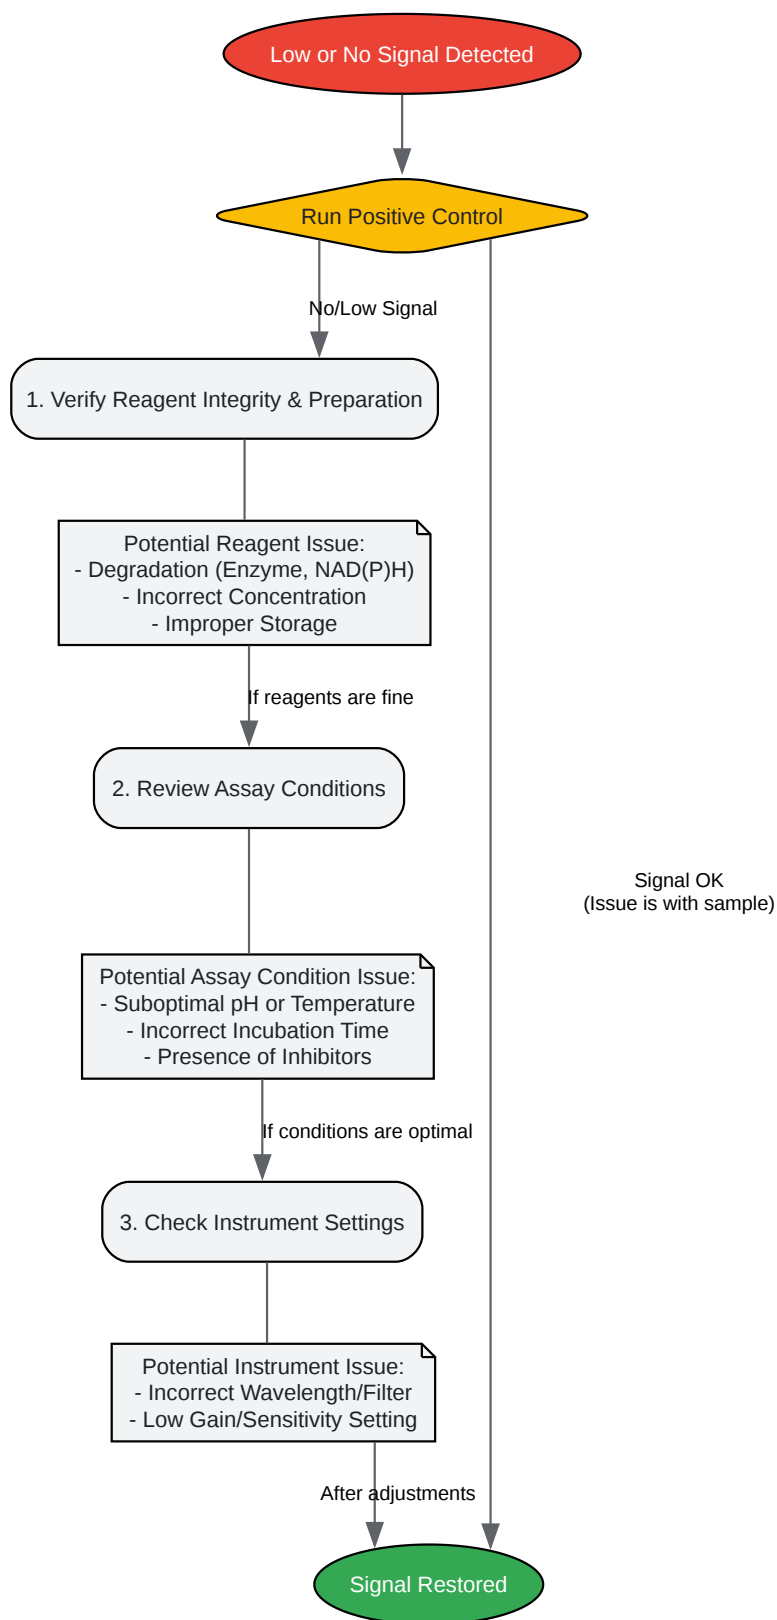 Low or No Signal Detected
Run Positive Control
No/Low Signal
1. Verify Reagent Integrity & Preparation
Potential Reagent Issue:
- Degradation (Enzyme, NAD(P)H)
- Incorrect Concentration
- Improper Storage
If reagents are fine
2. Review Assay Conditions
Signal OK
(Issue is with sample)
Potential Assay Condition Issue:
- Suboptimal pH or Temperature
- Incorrect Incubation Time
- Presence of Inhibitors
If conditions are optimal
3. Check Instrument Settings
Potential Instrument Issue:
- Incorrect Wavelength/Filter
- Low Gain/Sensitivity Setting
After adjustments
Signal Restored